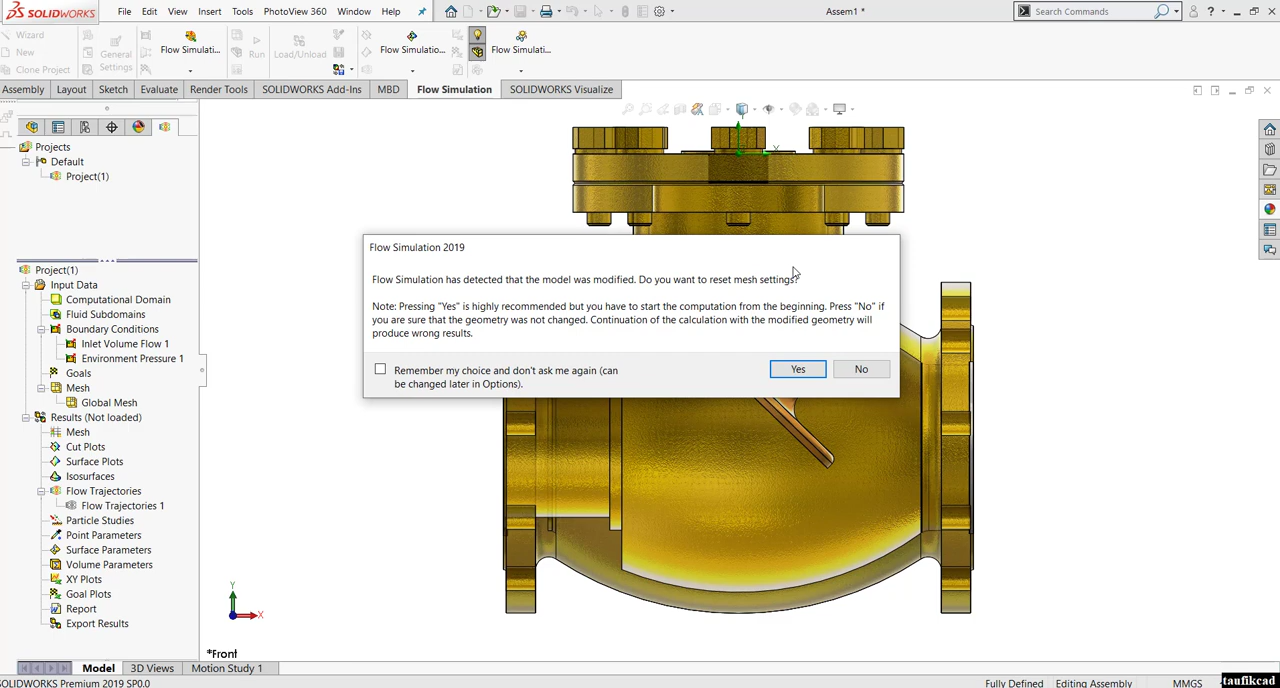 SOLIDWORKS File Edit View Insert Tools PhotoView 360 Window Help Assem1 * Search Commands ?
Wizard
New
Clone Project
General Settings
Flow Simulati...
Run
Load/Unload
Flow Simulatio...
Flow Simulati...
Assembly Layout Sketch Evaluate Render Tools SOLIDWORKS Add-Ins MBD Flow Simulation SOLIDWORKS Visualize
Projects
Default
Project(1)
Project(1)
Input Data
Computational Domain
Fluid Subdomains
Boundary Conditions
Inlet Volume Flow 1
Environment Pressure 1
Goals
Mesh
Global Mesh
Results (Not loaded)
Mesh
Cut Plots
Surface Plots
Isosurfaces
Flow Trajectories
Flow Trajectories 1
Particle Studies
Point Parameters
Surface Parameters
Volume Parameters
XY Plots
Goal Plots
Report
Export Results
Flow Simulation 2019
Flow Simulation has detected that the model was modified. Do you want to reset mesh settings?
Note: Pressing "Yes" is highly recommended but you have to start the computation from the beginning. Press "No" if
you are sure that the geometry was not changed. Continuation of the calculation with the modified geometry will
produce wrong results.
Remember my choice and don't ask me again (can
be changed later in Options).
Yes No
X
Y
X
*Front
Model 3D Views Motion Study 1
SOLIDWORKS Premium 2019 SP0.0 Fully Defined Editing Assembly MMGS
taufikcad